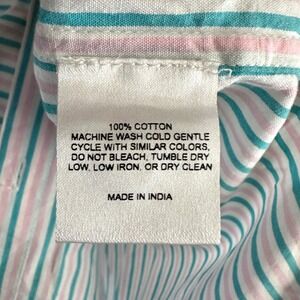 100% COTTON
MACHINE WASH COLD GENTLE
CYCLE WITH SIMILAR COLORS,
DO NOT BLEACH, TUMBLE DRY
LOW, LOW IRON, OR DRY CLEAN
MADE IN INDIA